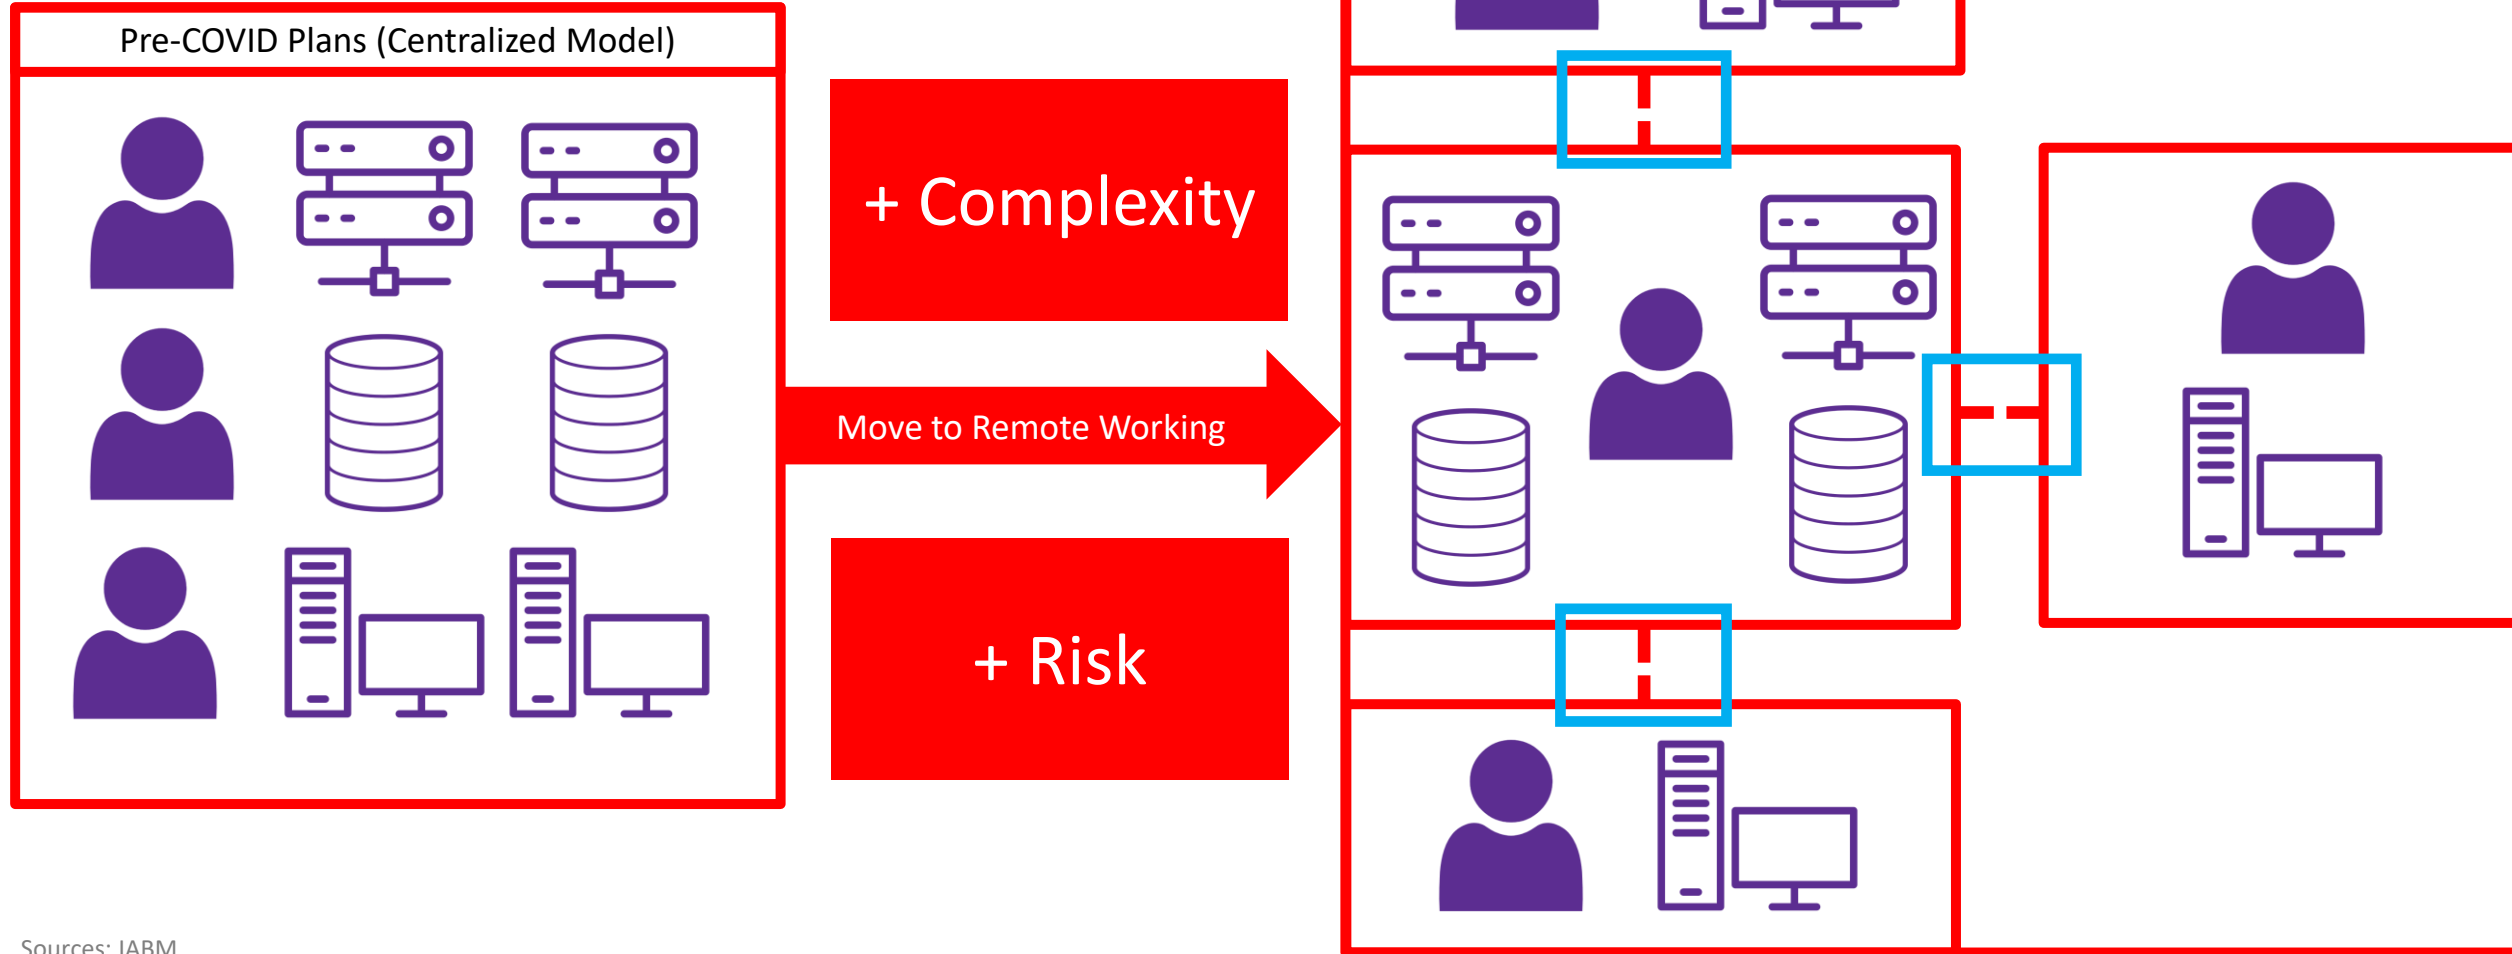 Pre-COVID Plans (Centralized Model)
+ Complexity
Move to Remote Working
+ Risk
Sources: IABM